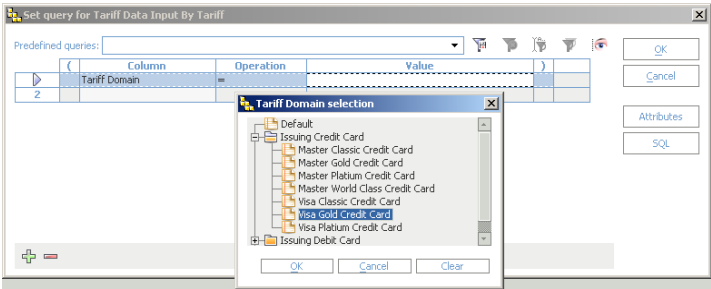 Set query for Tariff Data Input By Tariff
Predefined queries:
OK
( Column Operation Value )
Tariff Domain =
Cancel
2
Tariff Domain selection
Default
Attributes
Issuing Credit Card
Master Classic Credit Card
SQL
Master Gold Credit Card
Master Platium Credit Card
Master World Class Credit Card
Visa Classic Credit Card
Visa Gold Credit Card
Visa Platium Credit Card
Issuing Debit Card
OK Cancel Clear